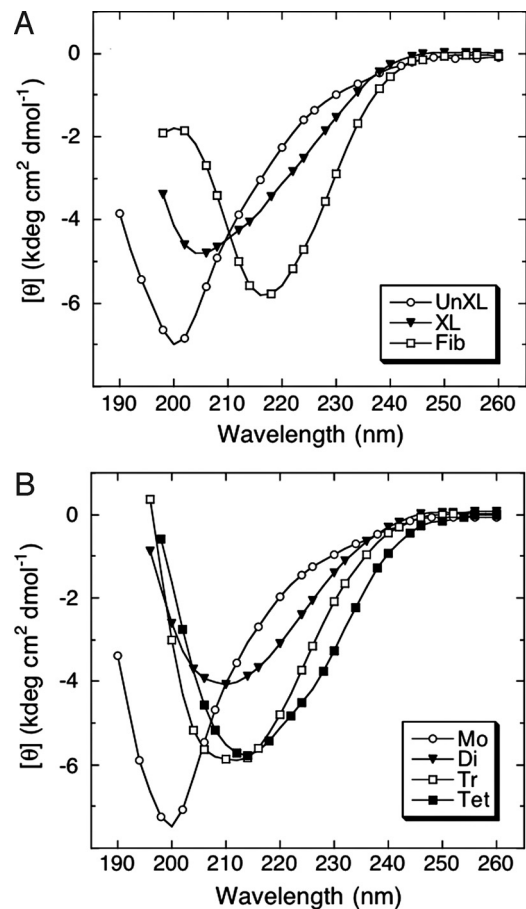 A
0
-2
-4
-6
[θ] (kdeg cm² dmol⁻¹)
UnXL
XL
Fib
190 200 210 220 230 240 250 260
Wavelength (nm)
B
0
-2
-4
-6
[θ] (kdeg cm² dmol⁻¹)
Mo
Di
Tr
Tet
190 200 210 220 230 240 250 260
Wavelength (nm)